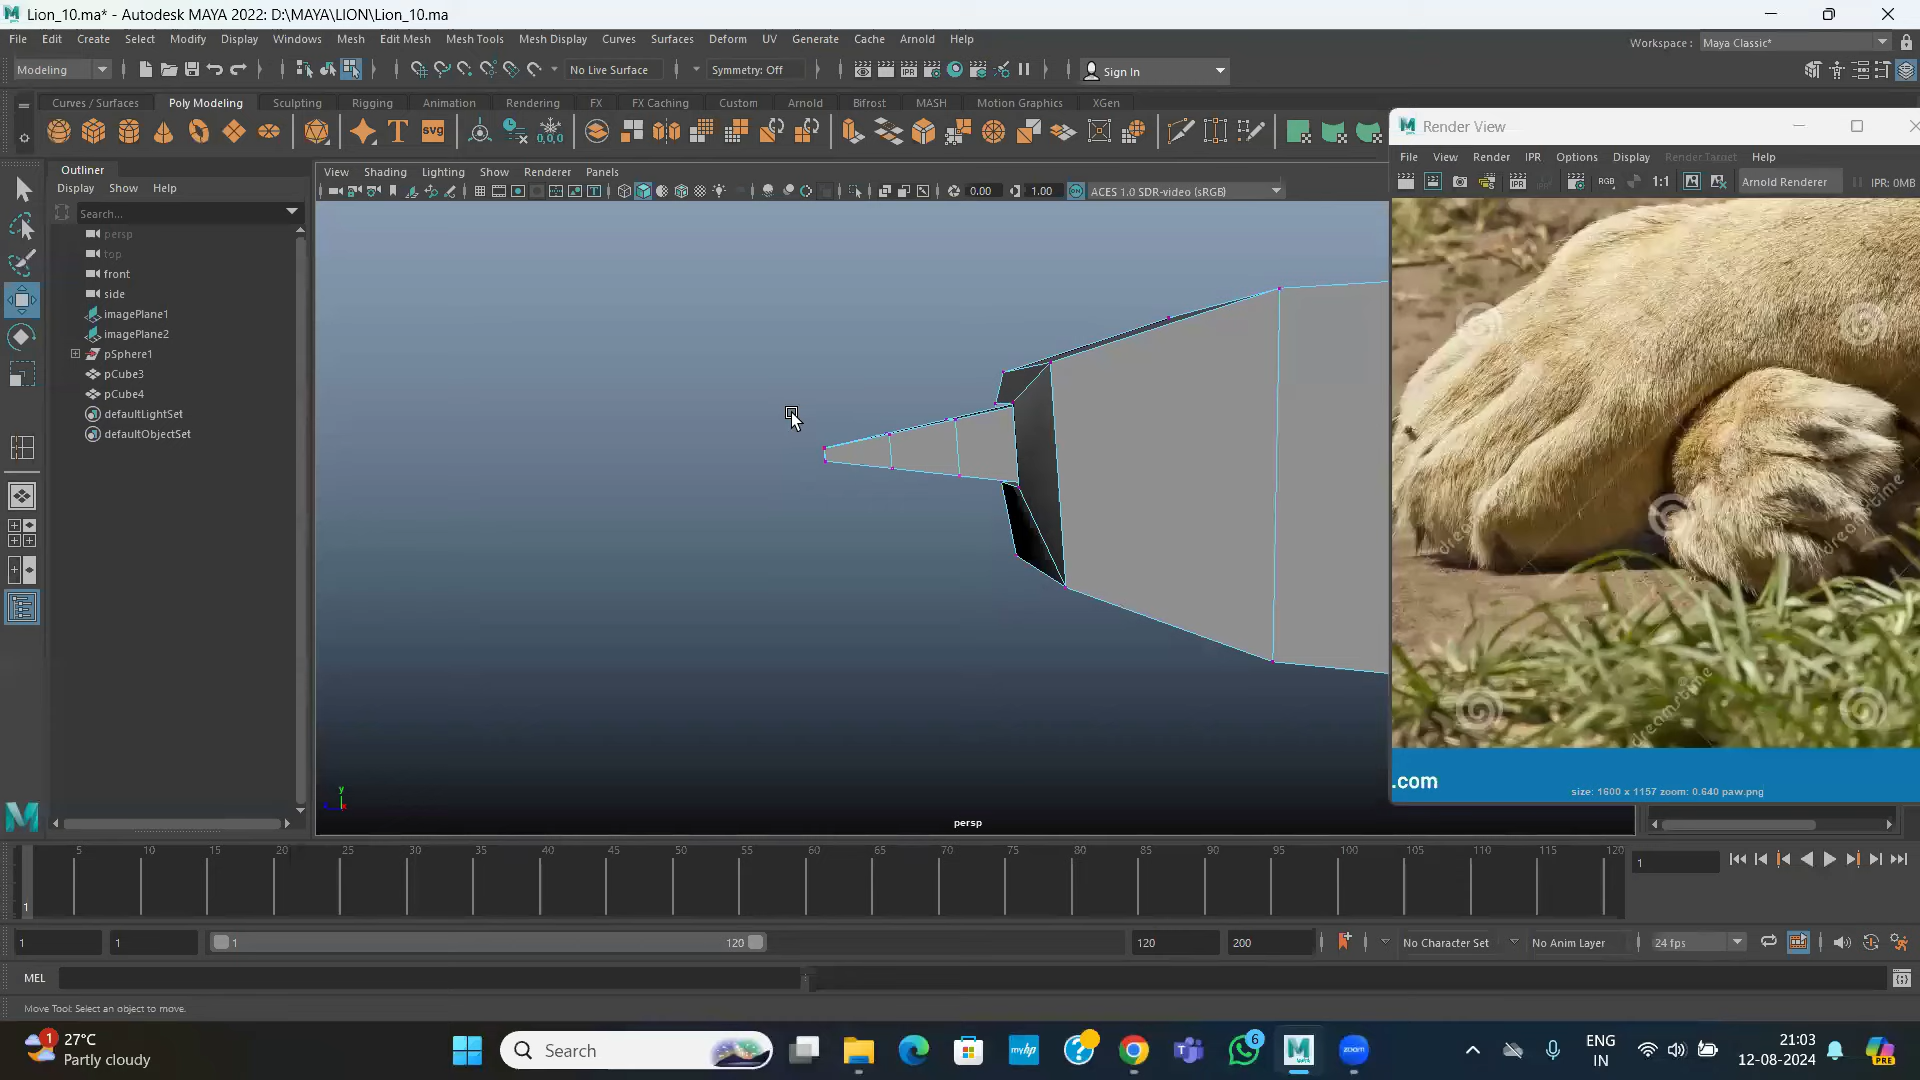 Lion_10.ma* - Autodesk MAYA 2022: D:\MAYA\LION\Lion_10.ma
File Edit Create Select Modify Display Windows Mesh Edit Mesh Mesh Tools Mesh Display Curves Surfaces Deform UV Generate Cache Arnold Help
Workspace : Maya Classic*
Modeling No Live Surface Symmetry: Off Sign In
Curves / Surfaces Poly Modeling Sculpting Rigging Animation Rendering FX FX Caching Custom Arnold Bifrost MASH Motion Graphics XGen
Render View
File View Render IPR Options Display Render Target Help
1:1 Arnold Renderer IPR: 0MB
Outliner
Display Show Help
Search...
persp
top
front
side
imagePlane1
imagePlane2
pSphere1
pCube3
pCube4
defaultLightSet
defaultObjectSet
View Shading Lighting Show Renderer Panels
0.00 1.00 ACES 1.0 SDR-video (sRGB)
dreamstime
.com
size: 1600 x 1157 zoom: 0.640 paw.png
y
persp
5 10 15 20 25 30 35 40 45 50 55 60 65 70 75 80 85 90 95 100 105 110 115 120
1
1
1 1 1 120 120 200 No Character Set No Anim Layer 24 fps
MEL
Move Tool: Select an object to move.
1 27°C
Partly cloudy
Search
myhp
6
zoom
ENG
IN
21:03
12-08-2024
PRE